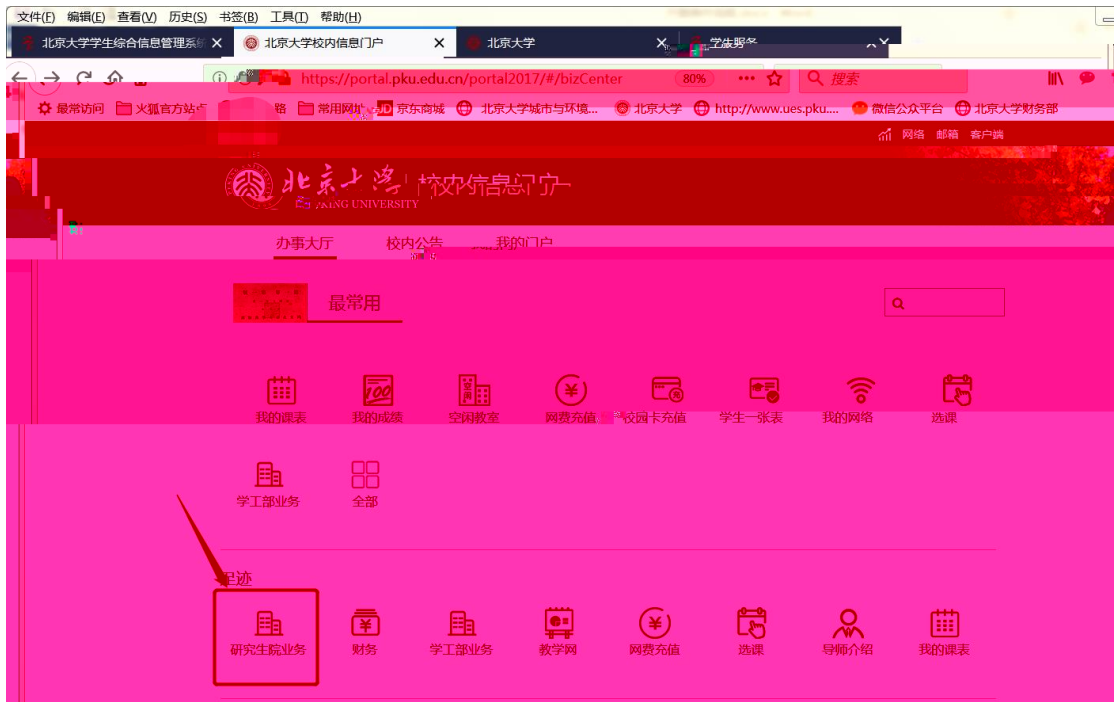 文件(F) 编辑(E) 查看(V) 历史(S) 书签(B) 工具(T) 帮助(H)
北京大学学生综合信息管理系统 北京大学校内信息门户 北京大学
https://portal.pku.edu.cn/portal2017/#/bizCenter 80% 搜索
最常访问 火狐官方站点 常用网址 JD 京东商城 北京大学城市与环境... 北京大学 http://www.ues.pku.... 微信公众平台 北京大学财务部
网络 邮箱 客户端
北京大学 校内信息门户
UNIVERSITY
办事大厅 校内公告 我的门户
最常用
我的课表 我的成绩 空闲教室 网费充值 校园卡充值 学生一张表 我的网络 选课
学工部业务 全部
足迹
研究生院业务 财务 学工部业务 教学网 网费充值 选课 导师介绍 我的课表